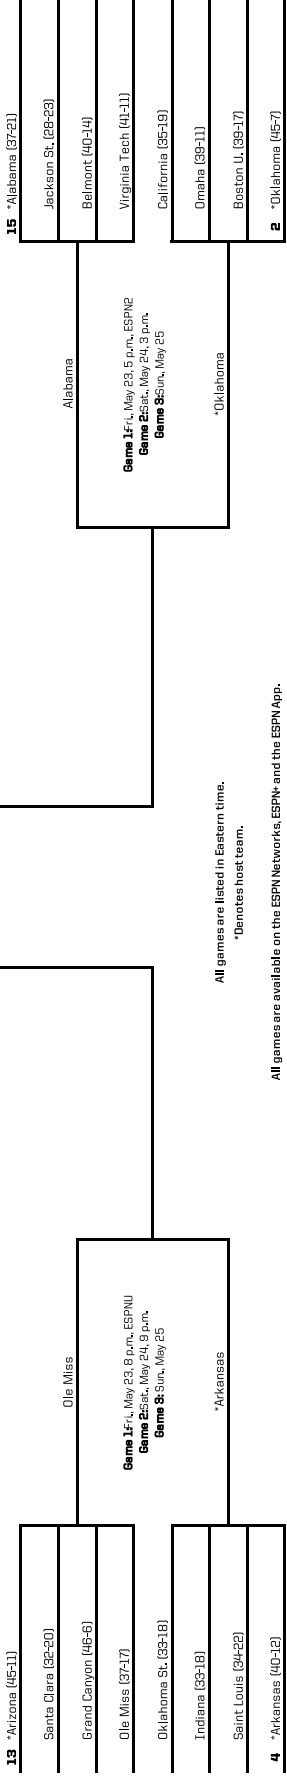 15 *Alabama (37-21)
Jackson St. (28-23)
Belmont (40-14)
Virginia Tech (41-11)
California (35-19)
Omaha (39-11)
Boston U. (39-17)
2 *Oklahoma (45-7)
Alabama
Game 1: Fri., May 23, 5 p.m., ESPN2
Game 2: Sat., May 24, 3 p.m.
Game 3: Sun., May 25
*Oklahoma
All games are listed in Eastern time.
*Denotes host team.
All games are available on the ESPN Networks, ESPN+ and the ESPN App.
Ole Miss
Game 1: Fri., May 23, 8 p.m., ESPNU
Game 2: Sat., May 24, 9 p.m.
Game 3: Sun., May 25
*Arkansas
13 *Arizona (45-11)
Santa Clara (32-20)
Grand Canyon (46-6)
Ole Miss (37-17)
Oklahoma St. (33-18)
Indiana (33-18)
Saint Louis (34-22)
4 *Arkansas (40-12)